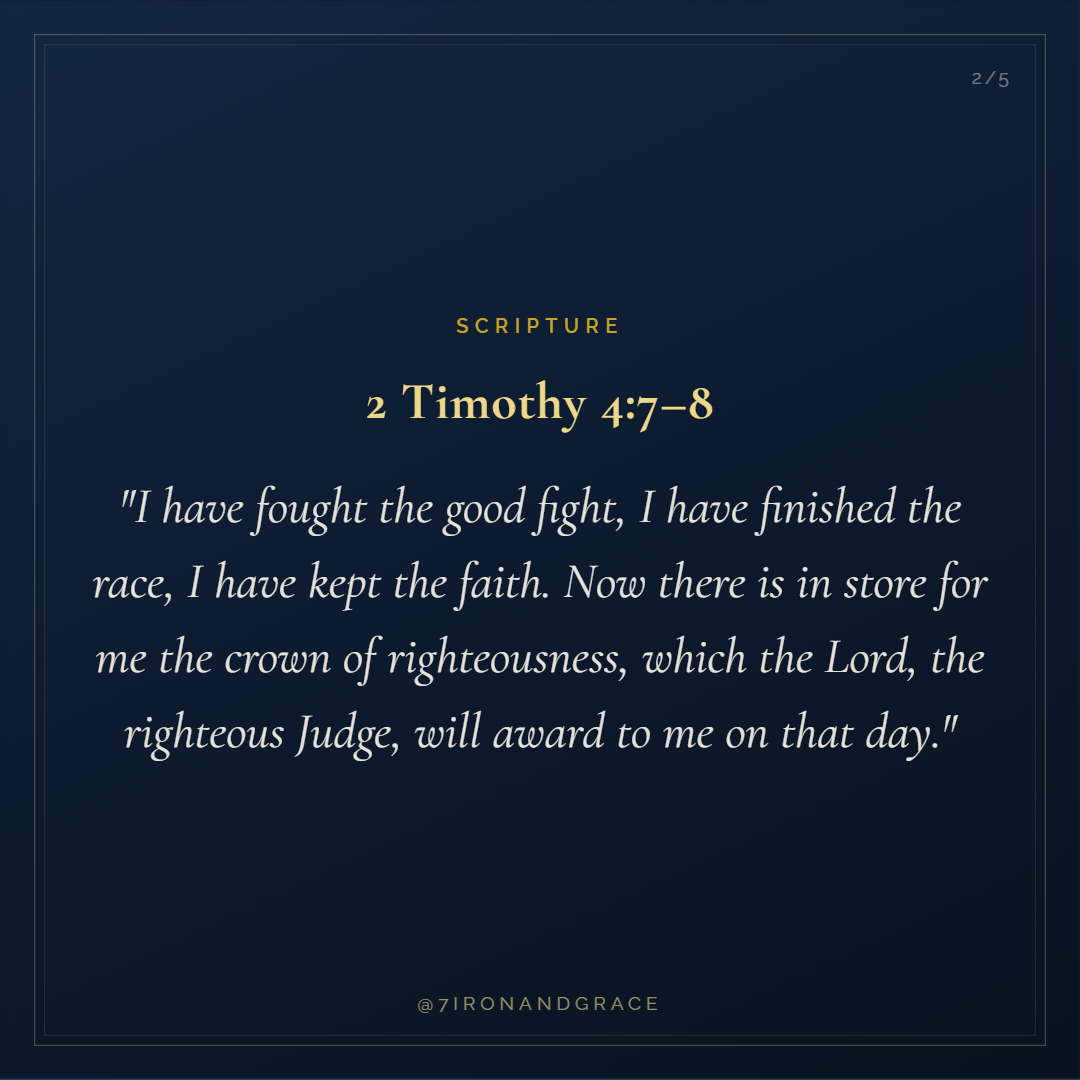 2/5
SCRIPTURE
2 Timothy 4:7–8
"I have fought the good fight, I have finished the
race, I have kept the faith. Now there is in store for
me the crown of righteousness, which the Lord, the
righteous Judge, will award to me on that day."
@7IRONANDGRACE